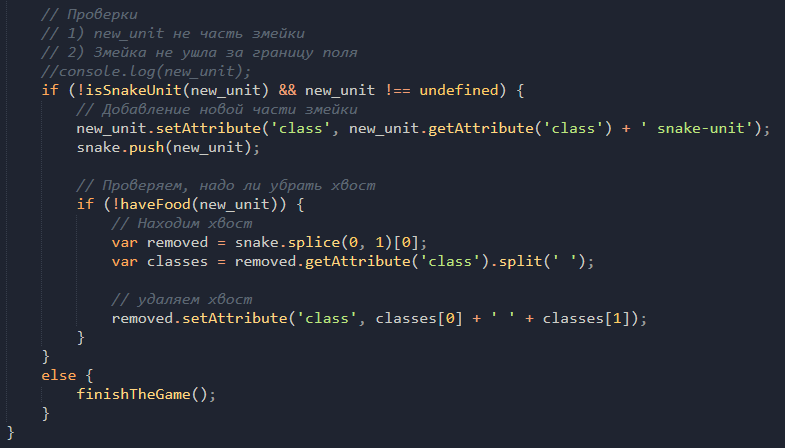 // Проверки
// 1) new_unit не часть змейки
// 2) Змейка не ушла за границу поля
//console.log(new_unit);
if (!isSnakeUnit(new_unit) && new_unit !== undefined) {
// Добавление новой части змейки
new_unit.setAttribute('class', new_unit.getAttribute('class') + ' snake-unit');
snake.push(new_unit);
// Проверяем, надо ли убрать хвост
if (!haveFood(new_unit)) {
// Находим хвост
var removed = snake.splice(0, 1)[0];
var classes = removed.getAttribute('class').split(' ');
// удаляем хвост
removed.setAttribute('class', classes[0] + ' ' + classes[1]);
}
}
else {
finishTheGame();
}
}